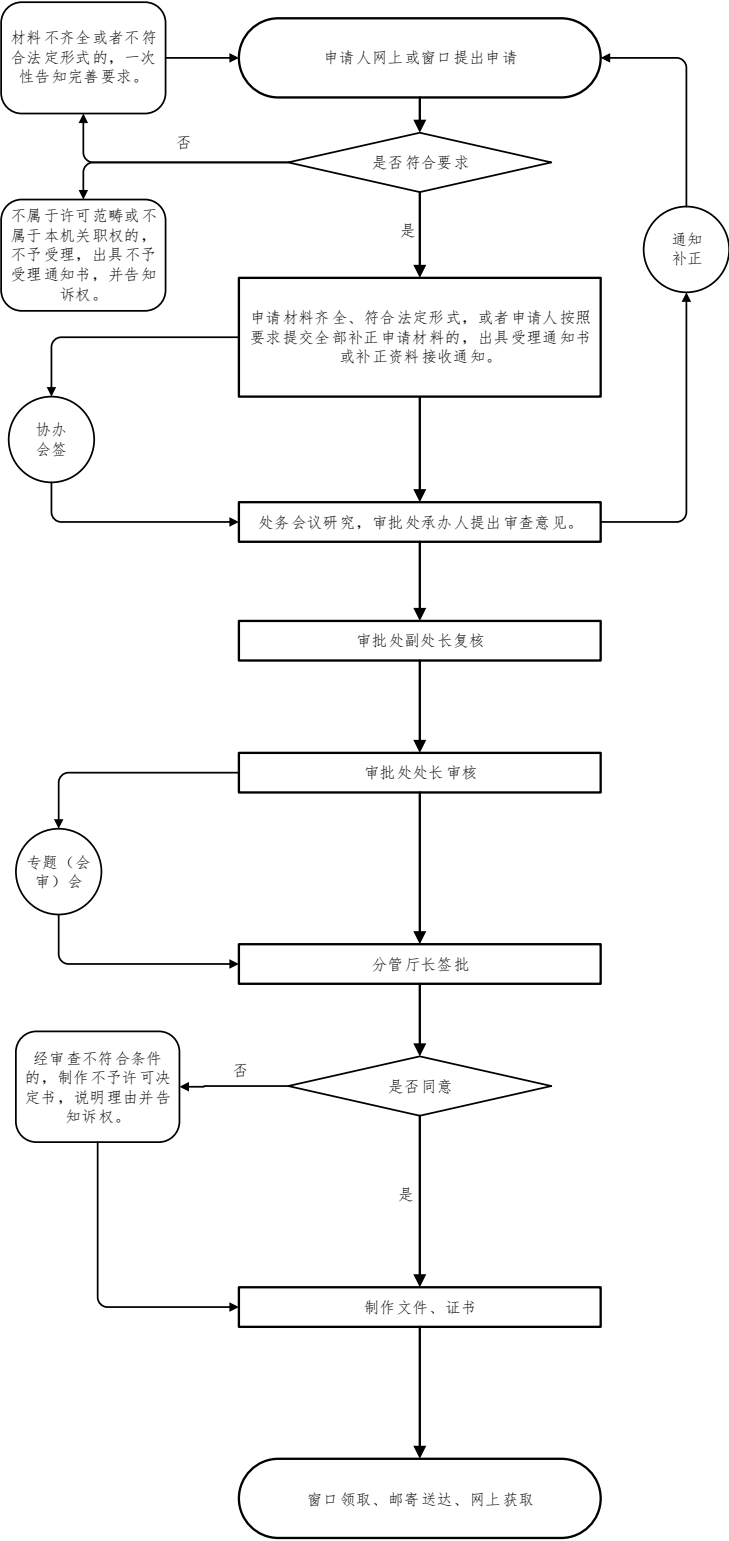 材料不齐全或者不符
合法定形式的，一次
性告知完善要求。
申请人网上或窗口提出申请
否
是否符合要求
不属于许可范畴或不
属于本机关职权的，
不予受理，出具不予
受理通知书，并告知
诉权。
是
通知
补正
申请材料齐全、符合法定形式，或者申请人按照
要求提交全部补正申请材料的，出具受理通知书
或补正资料接收通知。
协办
会签
处务会议研究，审批处承办人提出审查意见。
审批处副处长复核
审批处处长审核
专题（会
审）会
分管厅长签批
经审查不符合条件
的，制作不予许可决
定书，说明理由并告
知诉权。
否
是否同意
是
制作文件、证书
窗口领取、邮寄送达、网上获取